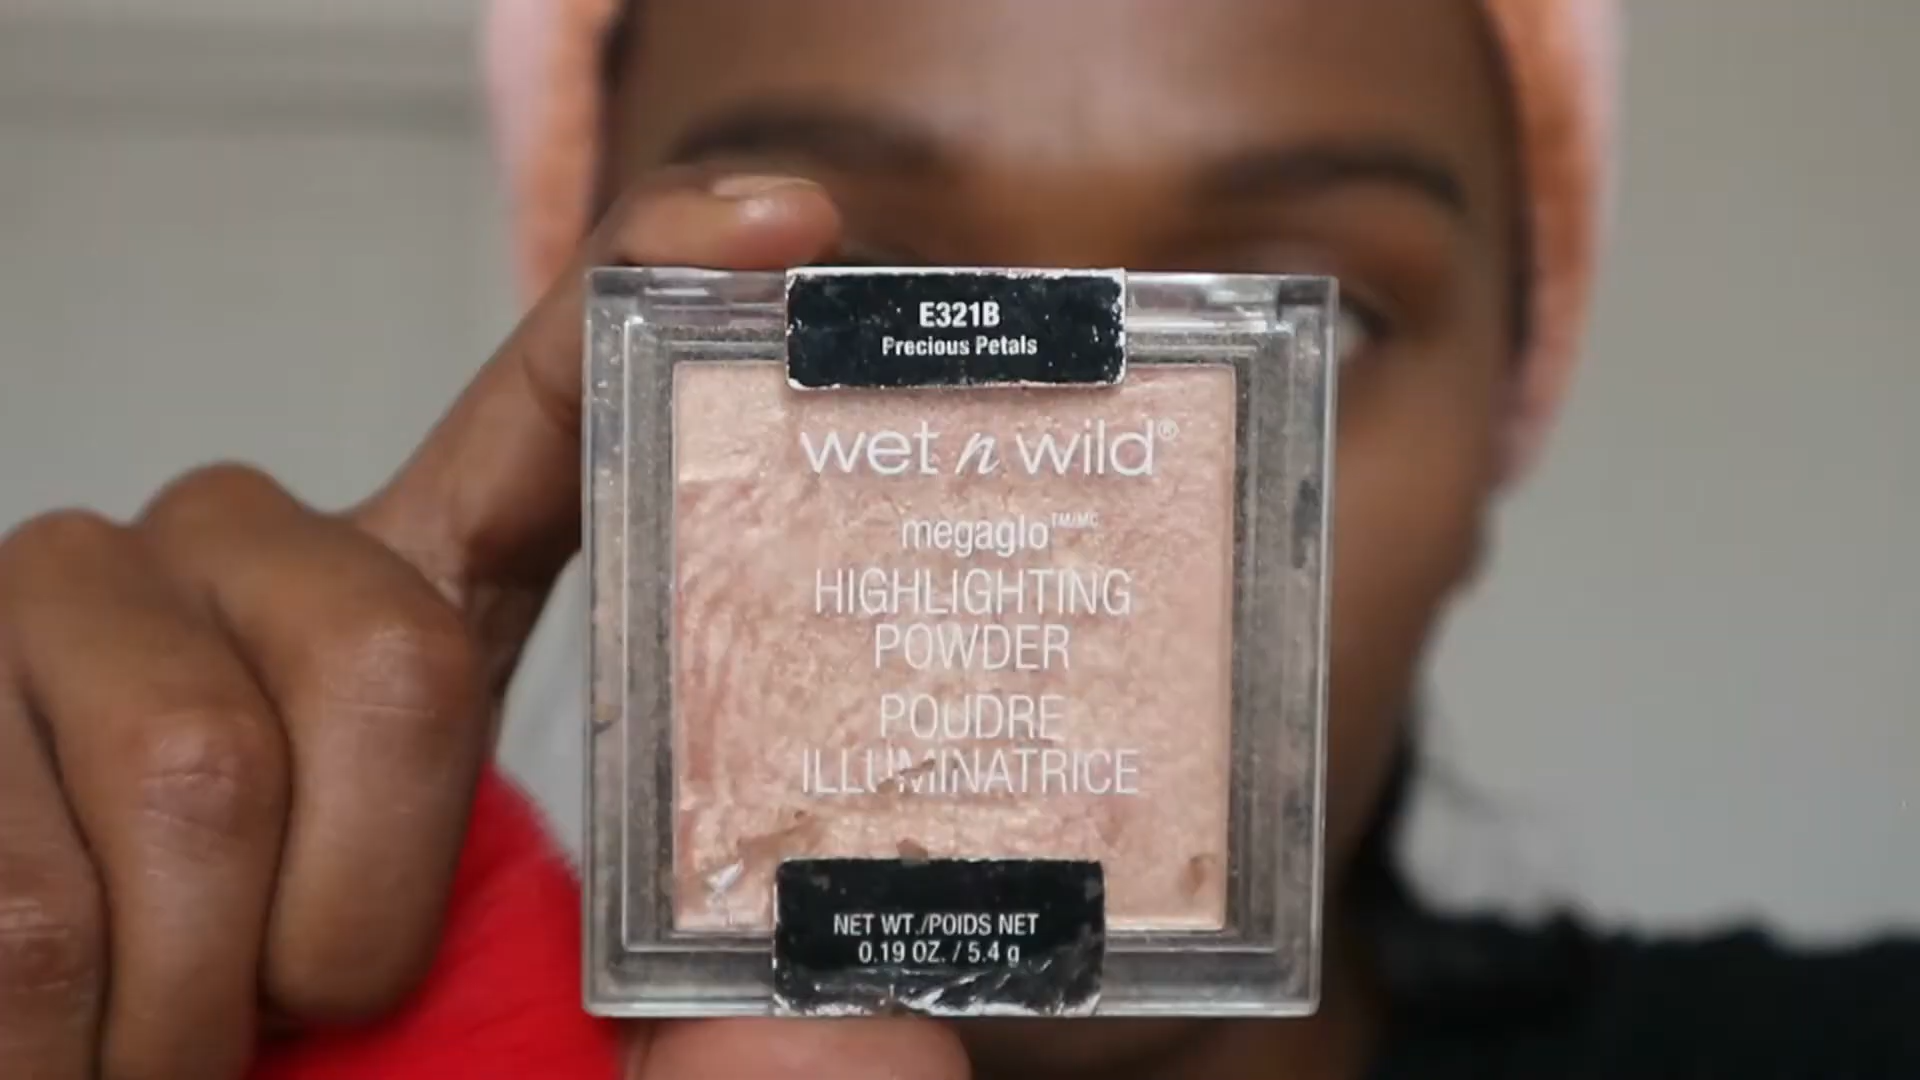 E321B
Precious Petals
wet n wild®
megaglo™/MC
HIGHLIGHTING
POWDER
POUDRE
ILLUMINATRICE
NET WT./POIDS NET
0.19 OZ. / 5.4 g